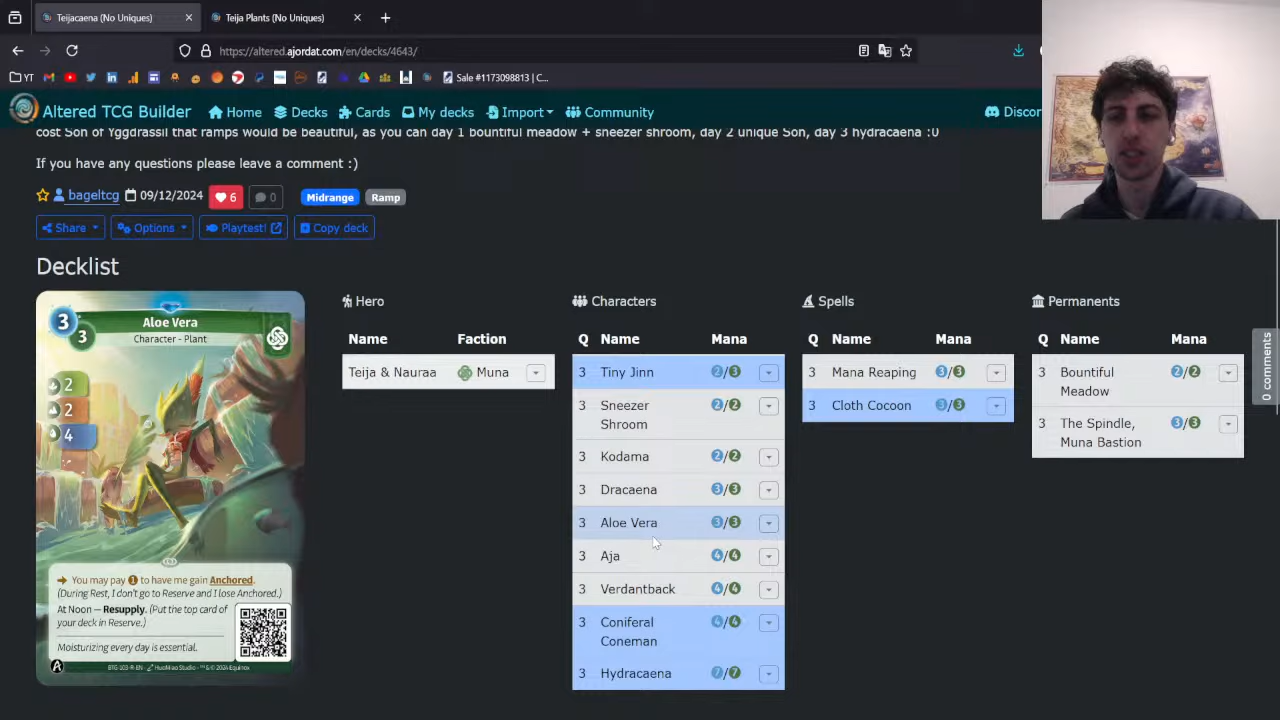 Teijacaena (No Uniques)
Teija Plants (No Uniques)
https://altered.ajordat.com/en/decks/4643/
YT
Sale #1173098813 | C...
Altered TCG Builder
Home
Decks
Cards
My decks
Import
Community
Discor
cost Son of Yggdrassil that ramps would be beautiful, as you can day 1 bountiful meadow + sneezer shroom, day 2 unique Son, day 3 hydracaena :0
If you have any questions please leave a comment :)
bageltcg 09/12/2024 6 0 Midrange Ramp
Share Options Playtest! Copy deck
Decklist
3 Aloe Vera
3 Character - Plant
2
2
4
You may pay 1 to have me gain Anchored.
(During Rest, I don't go to Reserve and I lose Anchored.)
At Noon — Resupply. (Put the top card of
your deck in Reserve.)
Moisturizing every day is essential.
Hero
Name Faction
Teija & Nauraa Muna
Characters
Q Name Mana
3 Tiny Jinn 2/3
3 Sneezer Shroom 2/2
3 Kodama 2/2
3 Dracaena 3/3
3 Aloe Vera 3/3
3 Aja 4/4
3 Verdantback 4/4
3 Coniferal Coneman 4/4
3 Hydracaena 7/7
Spells
Q Name Mana
3 Mana Reaping 3/3
3 Cloth Cocoon 3/3
Permanents
Q Name Mana
3 Bountiful Meadow 2/2
3 The Spindle, Muna Bastion 3/3
0 comments